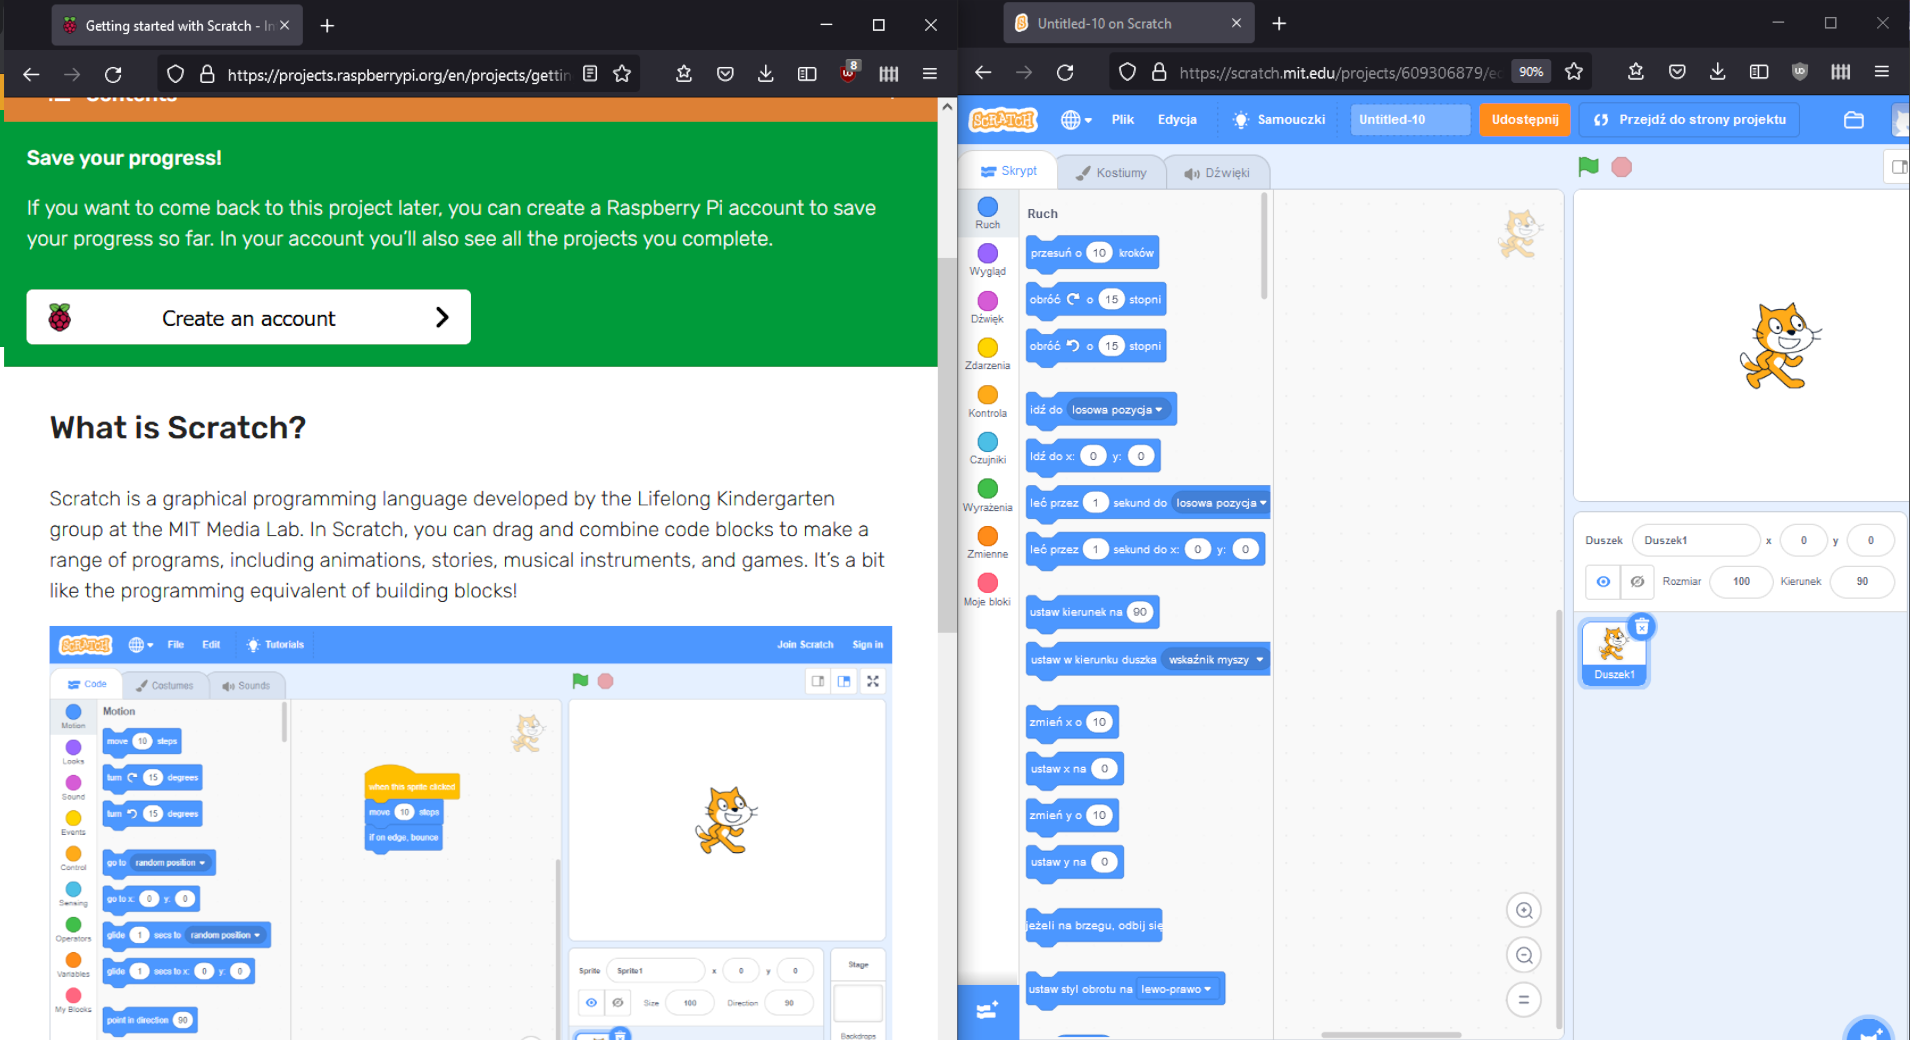 Getting started with Scratch - In
https://projects.raspberrypi.org/en/projects/gettin
8
Contents
Save your progress!
If you want to come back to this project later, you can create a Raspberry Pi account to save
your progress so far. In your account you'll also see all the projects you complete.
Create an account
What is Scratch?
Scratch is a graphical programming language developed by the Lifelong Kindergarten
group at the MIT Media Lab. In Scratch, you can drag and combine code blocks to make a
range of programs, including animations, stories, musical instruments, and games. It's a bit
like the programming equivalent of building blocks!
SCRATCH File Edit Tutorials Join Scratch Sign in
Code Costumes Sounds
Motion
Looks
Sound
Events
Control
Sensing
Operators
Variables
My Blocks
Motion
move 10 steps
turn 15 degrees
turn 15 degrees
go to random position
go to x: 0 y: 0
glide 1 secs to random position
glide 1 secs to x: 0 y: 0
point in direction 90
when this sprite clicked
move 10 steps
if on edge, bounce
Sprite Sprite1 x 0 y 0
Size 100 Direction 90
Stage
Backdrops
Untitled-10 on Scratch
https://scratch.mit.edu/projects/609306879/ec
90%
SCRATCH Plik Edycja Samouczki Untitled-10 Udostępnij Przejdź do strony projektu
Skrypt Kostiumy Dźwięki
Ruch
Wygląd
Dźwięk
Zdarzenia
Kontrola
Czujniki
Wyrażenia
Zmienne
Moje bloki
Ruch
przesuń o 10 kroków
obróć o 15 stopni
obróć o 15 stopni
idź do losowa pozycja
Idź do x: 0 y: 0
leć przez 1 sekund do losowa pozycja
leć przez 1 sekund do x: 0 y: 0
ustaw kierunek na 90
ustaw w kierunku duszka wskaźnik myszy
zmień x o 10
ustaw x na 0
zmień y o 10
ustaw y na 0
jeżeli na brzegu, odbij się
ustaw styl obrotu na lewo-prawo
Duszek Duszek1 x 0 y 0
Rozmiar 100 Kierunek 90
Duszek1